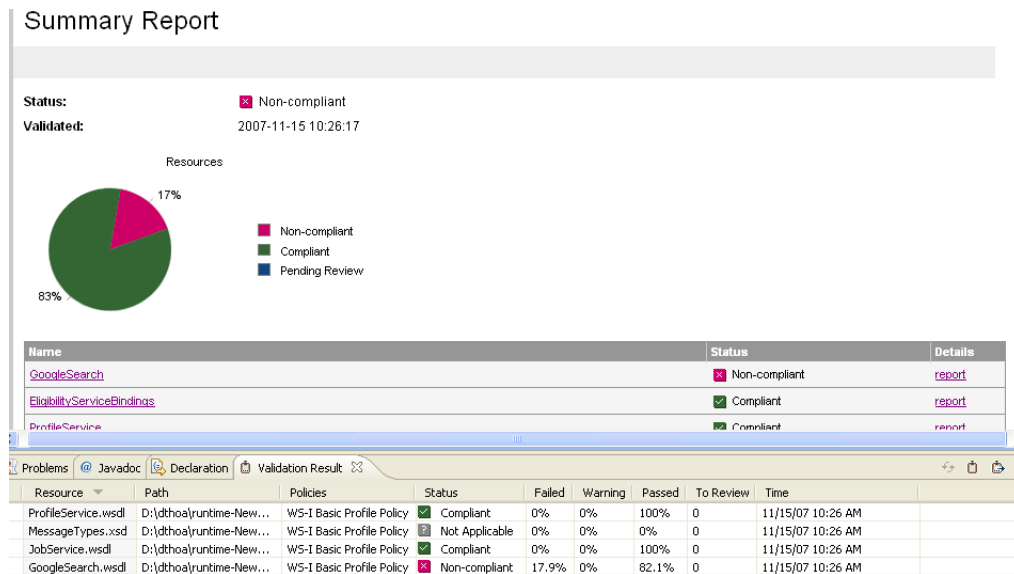 Summary Report
Status: Non-compliant
Validated: 2007-11-15 10:26:17
Resources
17%
83%
Non-compliant
Compliant
Pending Review
Name Status Details
GoogleSearch Non-compliant report
EligibilityServiceBindings Compliant report
ProfileService Compliant report
Problems @ Javadoc Declaration Validation Result
Resource Path Policies Status Failed Warning Passed To Review Time
ProfileService.wsdl D:\dthoa\runtime-New... WS-I Basic Profile Policy Compliant 0% 0% 100% 0 11/15/07 10:26 AM
MessageTypes.xsd D:\dthoa\runtime-New... WS-I Basic Profile Policy ? Not Applicable 0% 0% 0% 0 11/15/07 10:26 AM
JobService.wsdl D:\dthoa\runtime-New... WS-I Basic Profile Policy Compliant 0% 0% 100% 0 11/15/07 10:26 AM
GoogleSearch.wsdl D:\dthoa\runtime-New... WS-I Basic Profile Policy Non-compliant 17.9% 0% 82.1% 0 11/15/07 10:26 AM